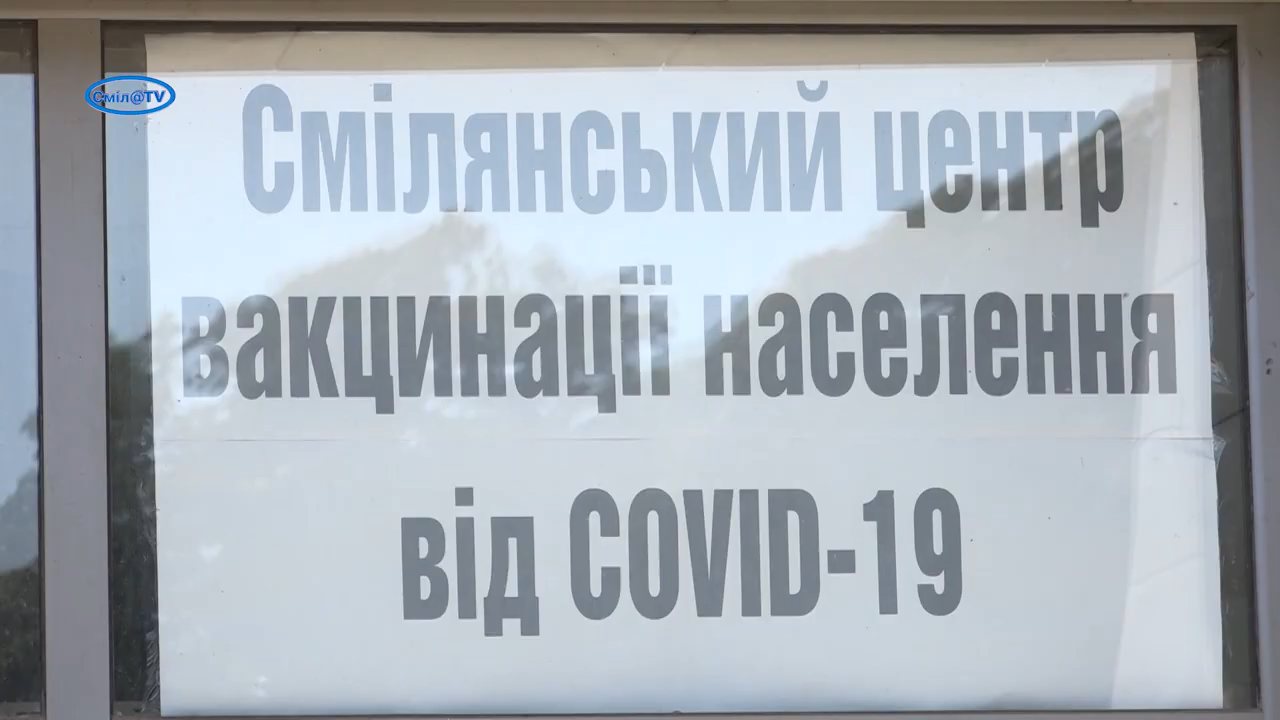 Сміл@TV
Смілянський центр
вакцинації населення
від COVID-19